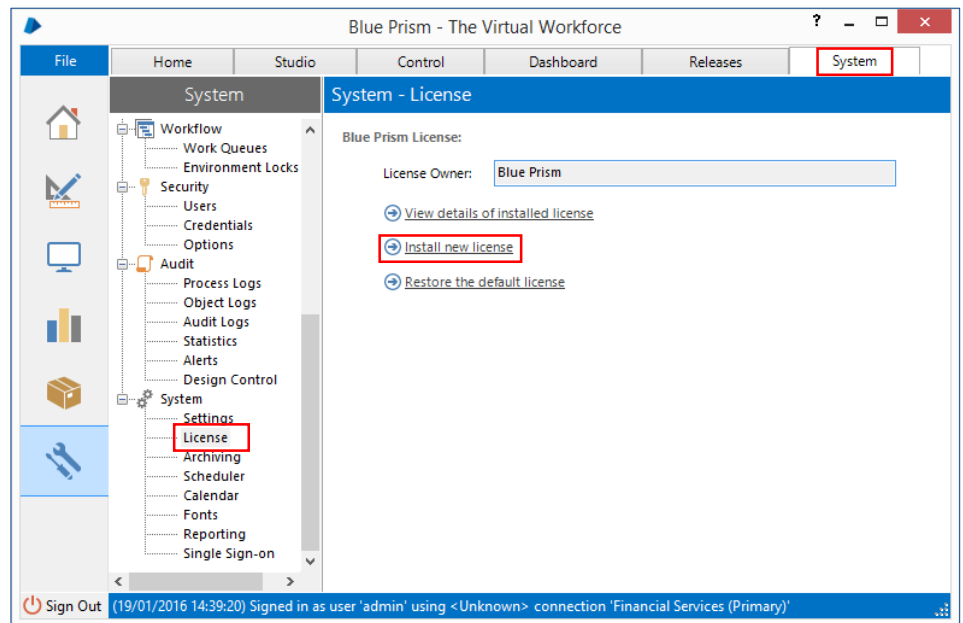 Blue Prism - The Virtual Workforce
?
File
Home
Studio
Control
Dashboard
Releases
System
System
System - License
Workflow
Work Queues
Environment Locks
Security
Users
Credentials
Options
Audit
Process Logs
Object Logs
Audit Logs
Statistics
Alerts
Design Control
System
Settings
License
Archiving
Scheduler
Calendar
Fonts
Reporting
Single Sign-on
Blue Prism License:
License Owner: Blue Prism
View details of installed license
Install new license
Restore the default license
Sign Out (19/01/2016 14:39:20) Signed in as user 'admin' using <Unknown> connection 'Financial Services (Primary)'